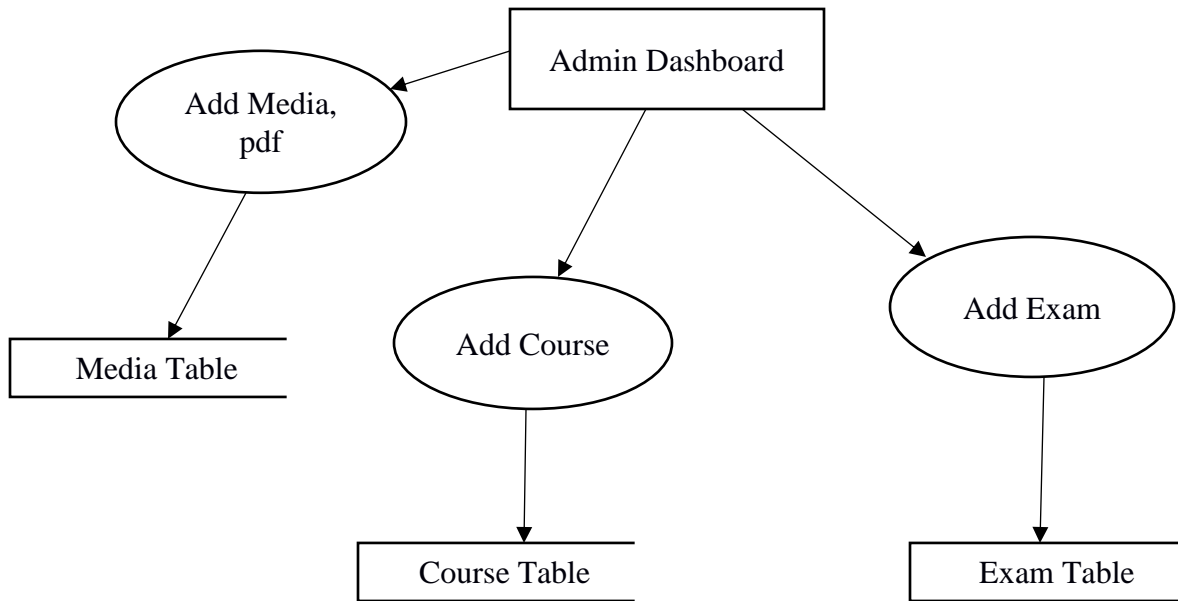 Admin Dashboard
Add Media,
pdf
Add Exam
Add Course
Media Table
Course Table
Exam Table